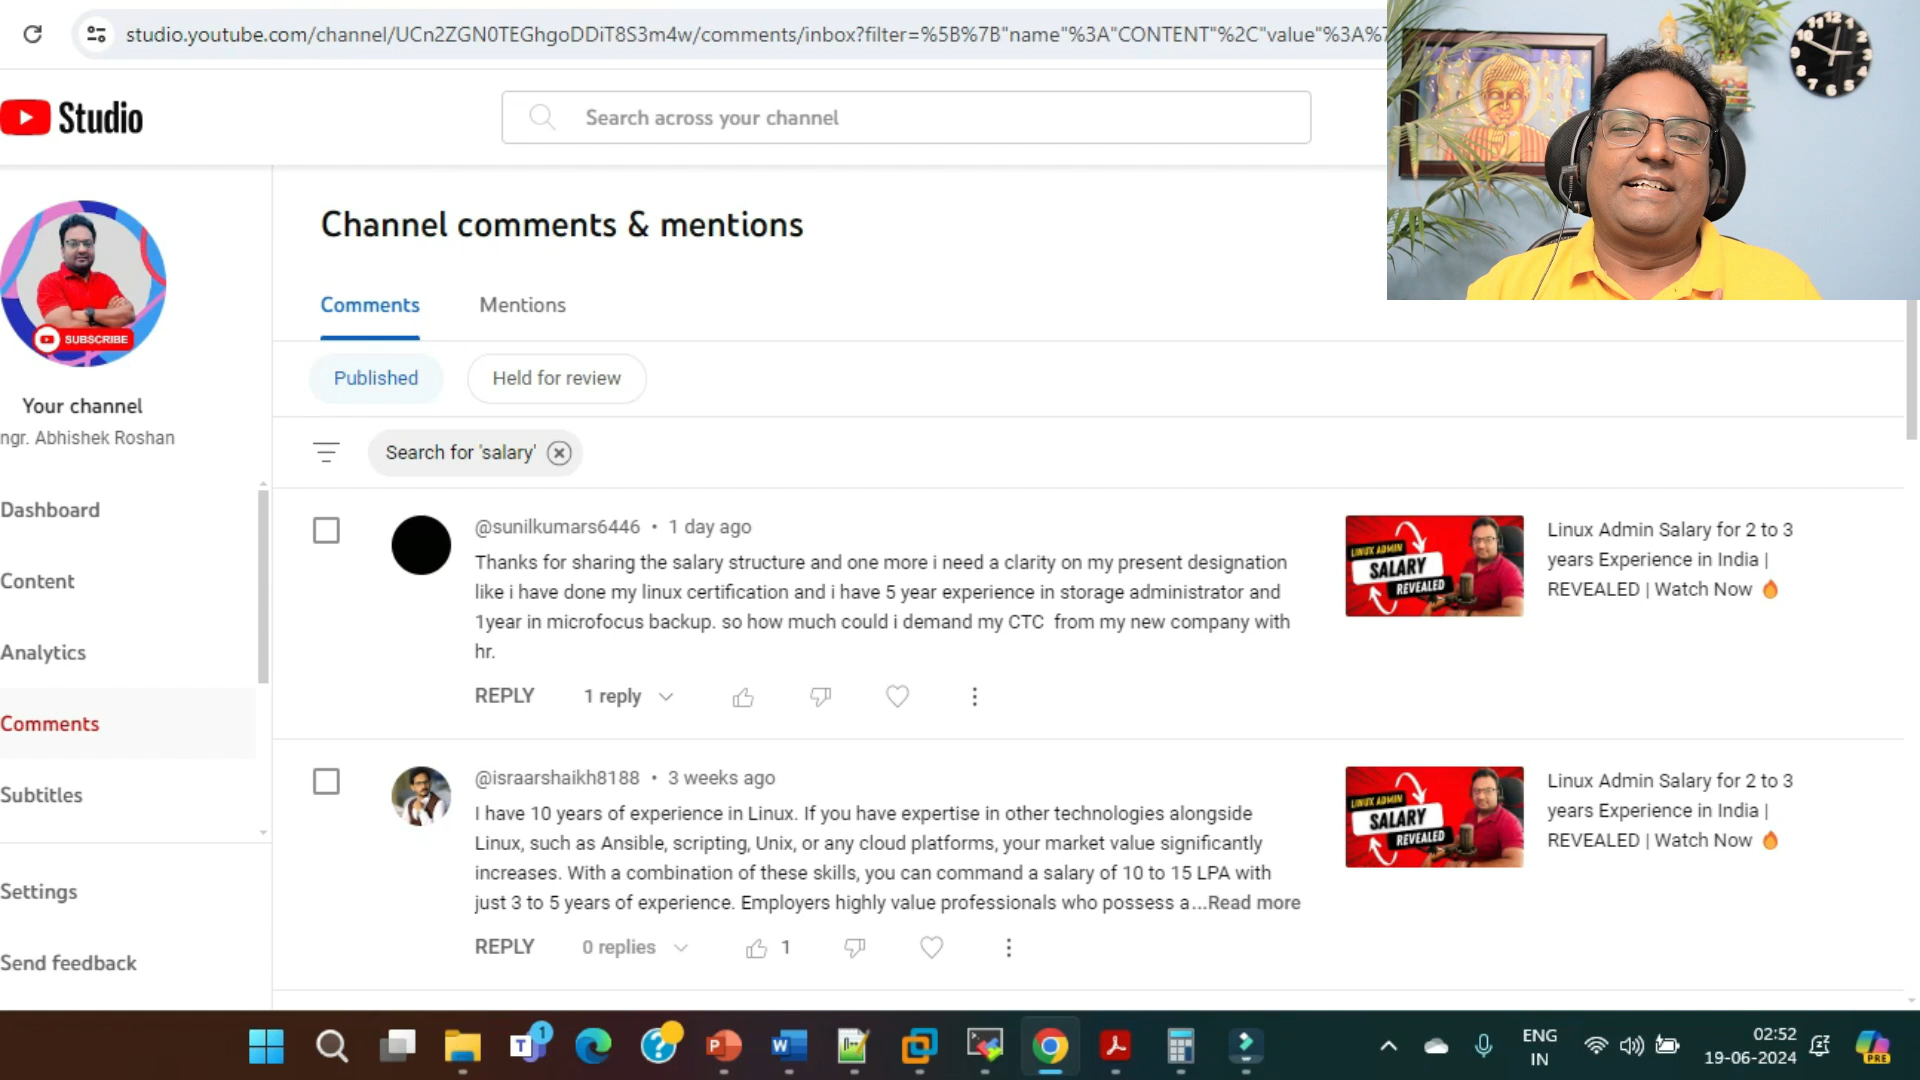 studio.youtube.com/channel/UCn2ZGN0TEGhgoDDiT8S3m4w/comments/inbox?filter=%5B%7B"name"%3A"CONTENT"%2C"value"%3A%7
Studio
Search across your channel
SUBSCRIBE
Your channel
ngr. Abhishek Roshan
Dashboard
Content
Analytics
Comments
Subtitles
Settings
Send feedback
Channel comments & mentions
Comments
Mentions
Published
Held for review
Search for 'salary'
@sunilkumars6446 • 1 day ago
Thanks for sharing the salary structure and one more i need a clarity on my present designation
like i have done my linux certification and i have 5 year experience in storage administrator and
1year in microfocus backup. so how much could i demand my CTC from my new company with
hr.
REPLY
1 reply
LINUX ADMIN
SALARY
REVEALED
Linux Admin Salary for 2 to 3
years Experience in India |
REVEALED | Watch Now 🔥
@israarshaikh8188 • 3 weeks ago
I have 10 years of experience in Linux. If you have expertise in other technologies alongside
Linux, such as Ansible, scripting, Unix, or any cloud platforms, your market value significantly
increases. With a combination of these skills, you can command a salary of 10 to 15 LPA with
just 3 to 5 years of experience. Employers highly value professionals who possess a...Read more
REPLY
0 replies
1
LINUX ADMIN
SALARY
REVEALED
Linux Admin Salary for 2 to 3
years Experience in India |
REVEALED | Watch Now 🔥
T
1
P
W
ENG
IN
02:52
19-06-2024
PRE